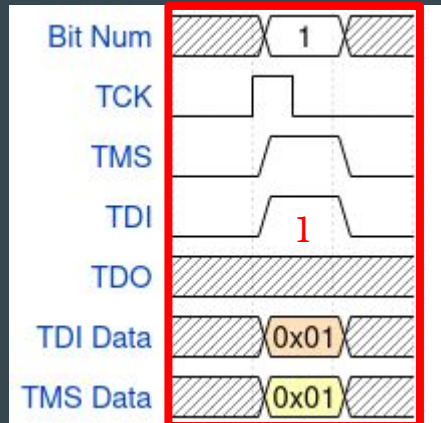 Bit Num 1
TCK
TMS
TDI 1
TDO
TDI Data 0x01
TMS Data 0x01